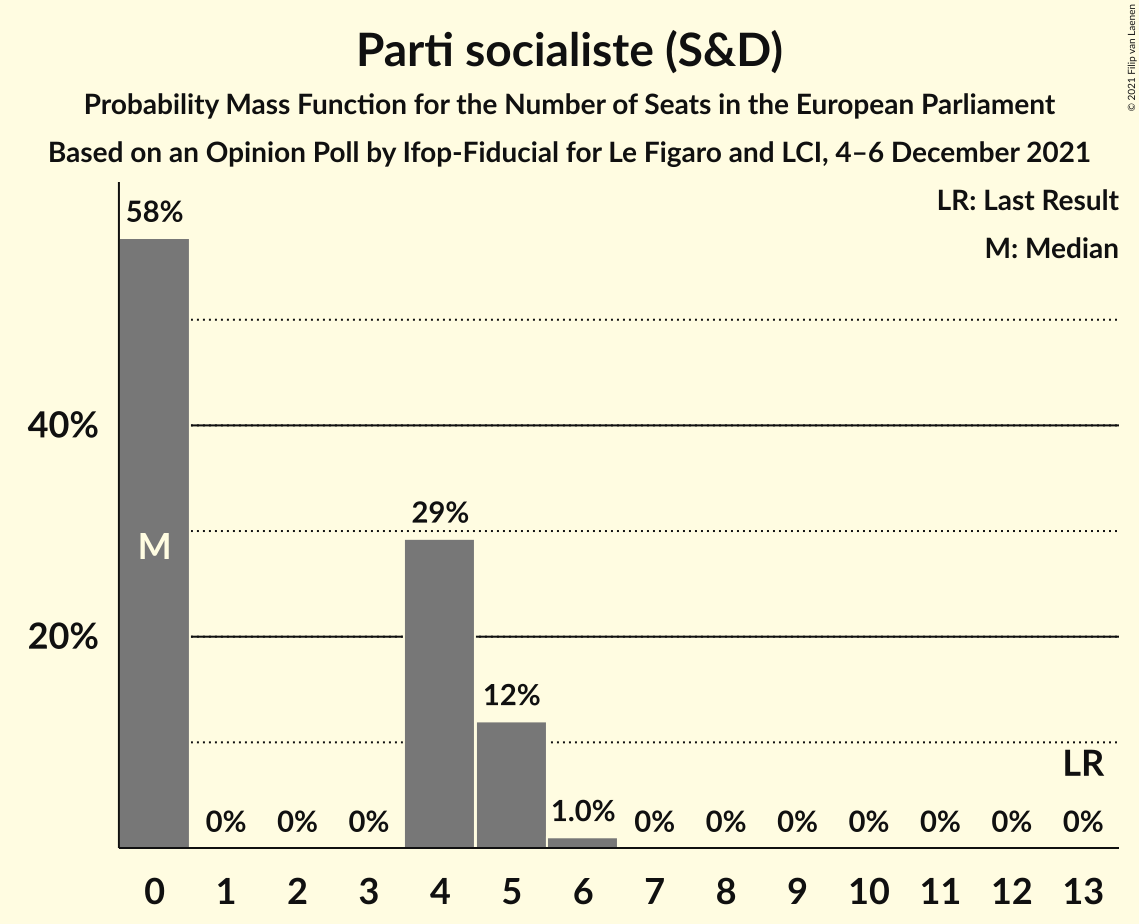 Parti socialiste (S&D)
Probability Mass Function for the Number of Seats in the European Parliament
Based on an Opinion Poll by Ifop-Fiducial for Le Figaro and LCI, 4–6 December 2021
© 2021 Filip van Laenen
LR: Last Result
M: Median
58%
40%
29%
M
20%
12%
LR
1.0%
0% 0% 0% 0% 0% 0% 0% 0% 0% 0%
0 1 2 3 4 5 6 7 8 9 10 11 12 13